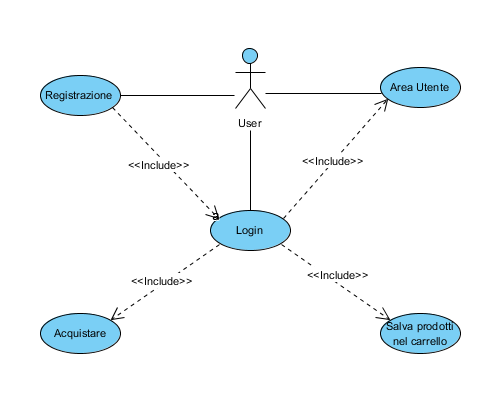 Registrazione
Area Utente
User
<<Include>>
<<Include>>
a
Login
<<Include>>
<<Include>>
Acquistare
Salva prodotti
nel carrello